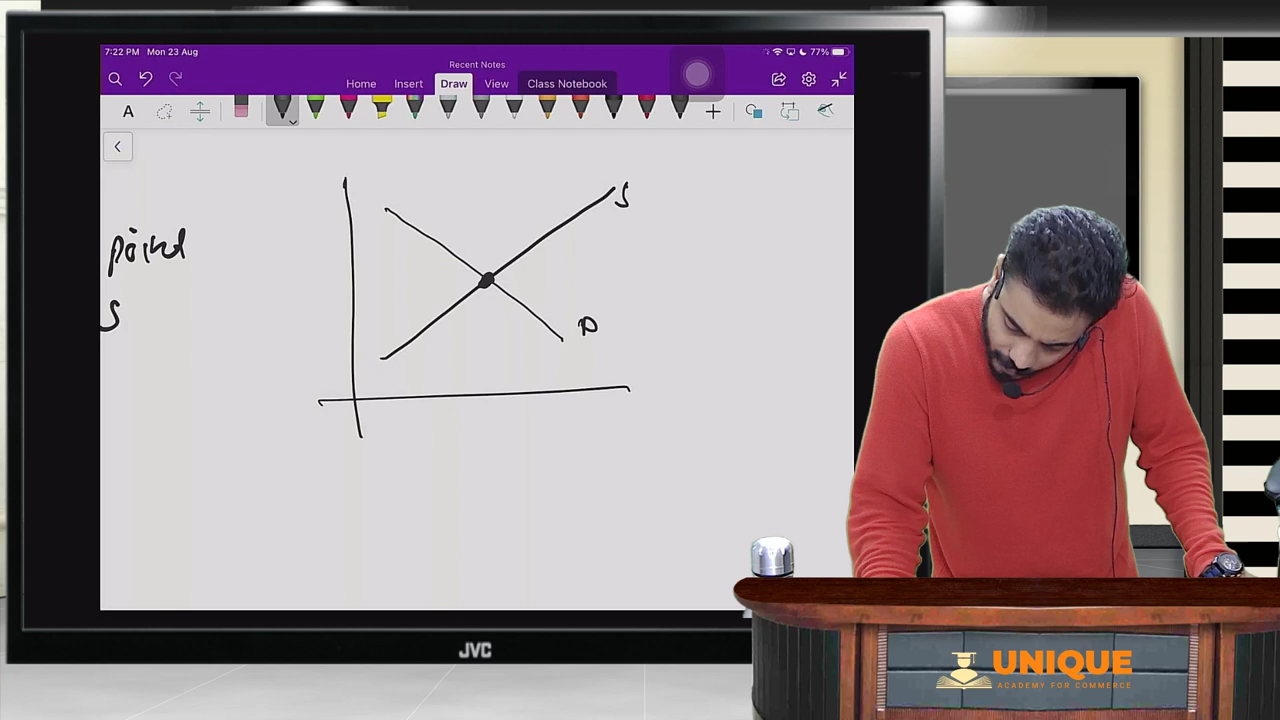 7:22 PM Mon 23 Aug
77%
Recent Notes
Home Insert Draw View Class Notebook
A
S
point
S
D
JVC
UNIQUE
ACADEMY FOR COMMERCE